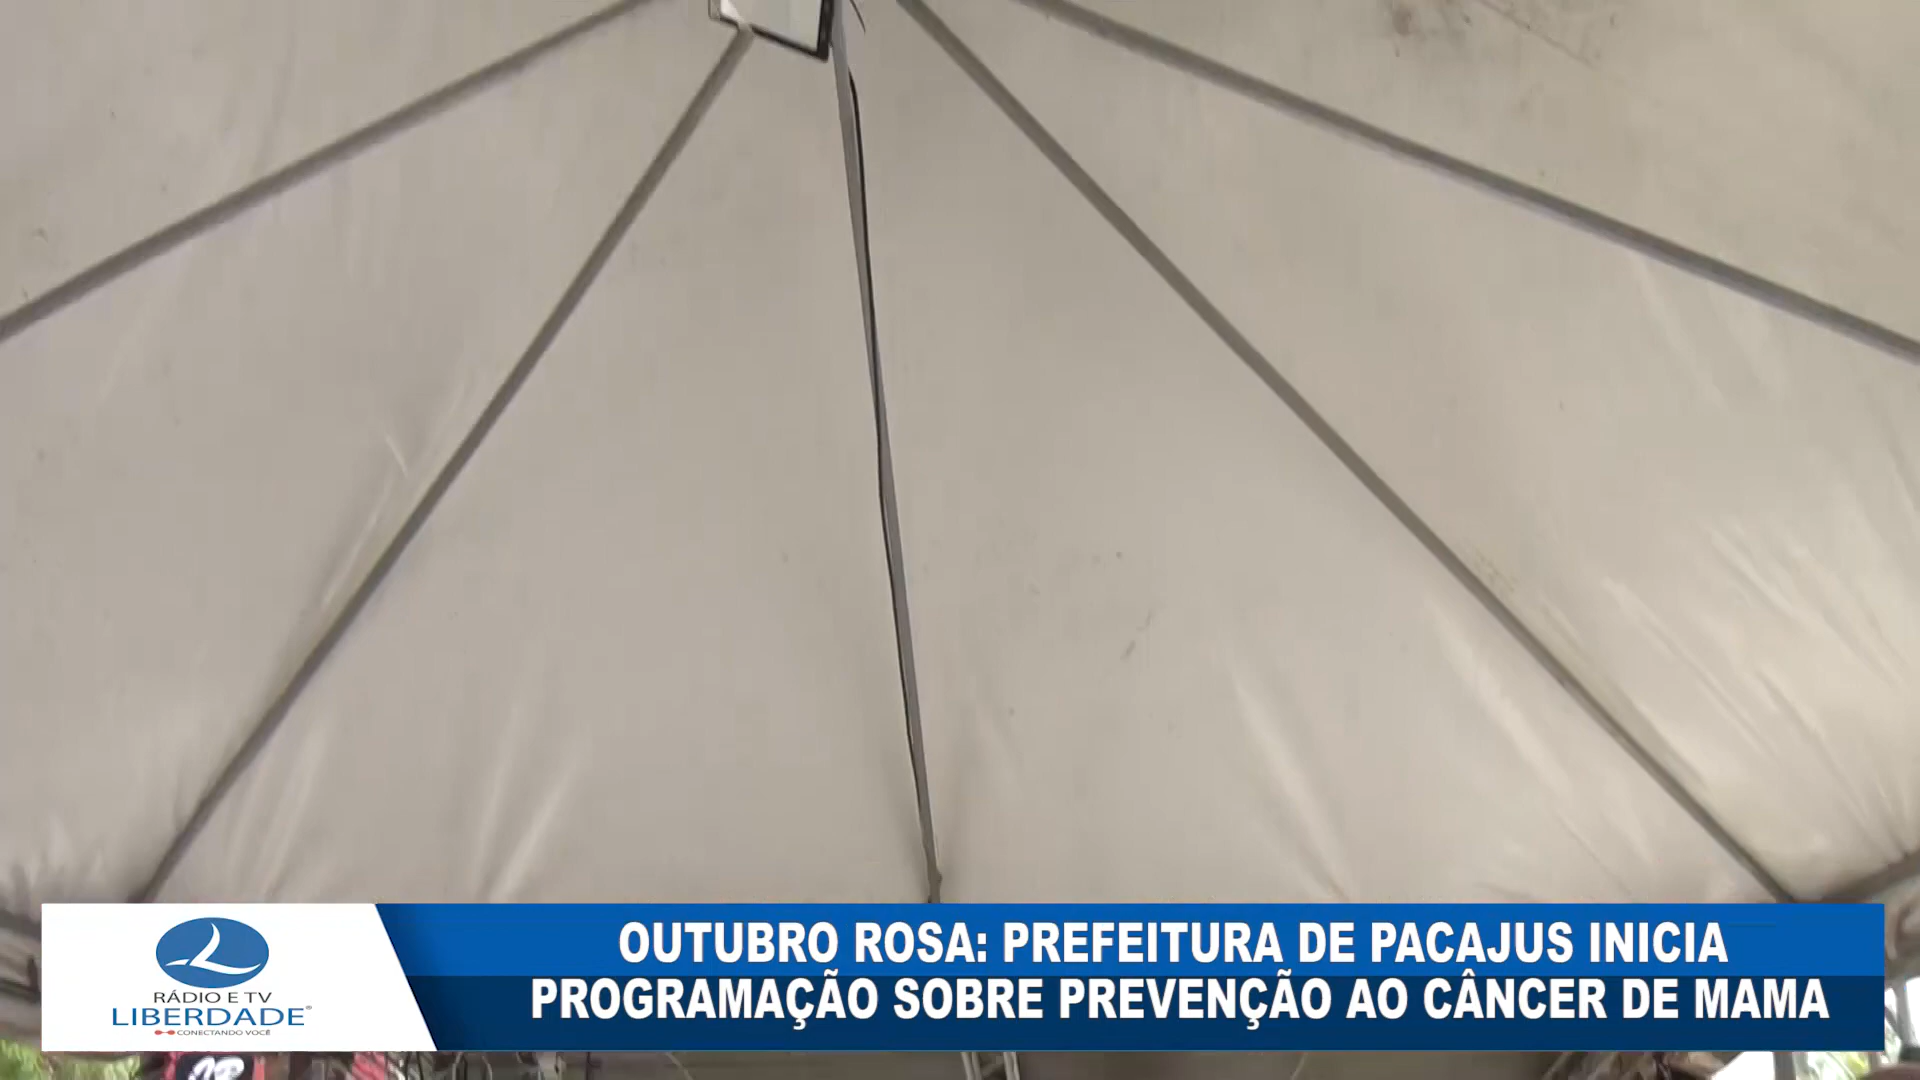 OUTUBRO ROSA: PREFEITURA DE PACAJUS INICIA
PROGRAMAÇÃO SOBRE PREVENÇÃO AO CÂNCER DE MAMA
RÁDIO E TV
LIBERDADE®
CONECTANDO VOCÊ